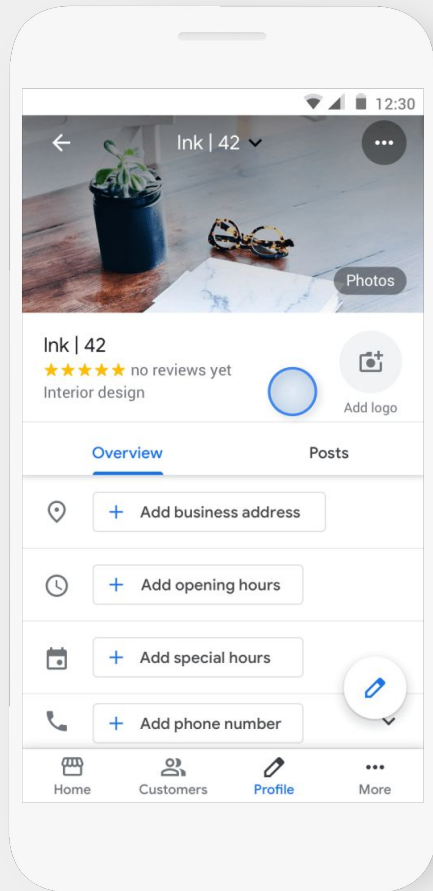 12:30
Ink | 42
Photos
Ink | 42
no reviews yet
Interior design
Add logo
Overview Posts
Add business address
Add opening hours
Add special hours
Add phone number
Home Customers Profile More